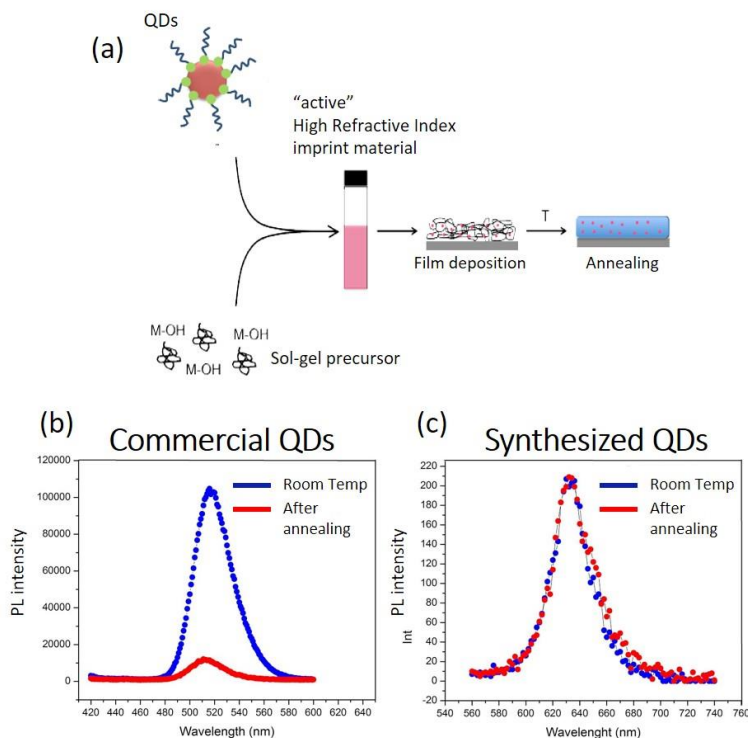 (a)
QDs
"active"
High Refractive Index
imprint material
T
Film deposition
Annealing
M-OH
M-OH
M-OH
Sol-gel precursor
(b)
Commercial QDs
PL intensity
120000
100000
80000
60000
40000
20000
0
Room Temp
After
annealing
420 440 460 480 500 520 540 560 580 600 620 640
Wavelength (nm)
(c)
Synthesized QDs
PL intensity
Int
220
200
180
160
140
120
100
80
60
40
20
0
-20
Room Temp
After
annealing
540 560 580 600 620 640 660 680 700 720 740 760
Wavelenght (nm)